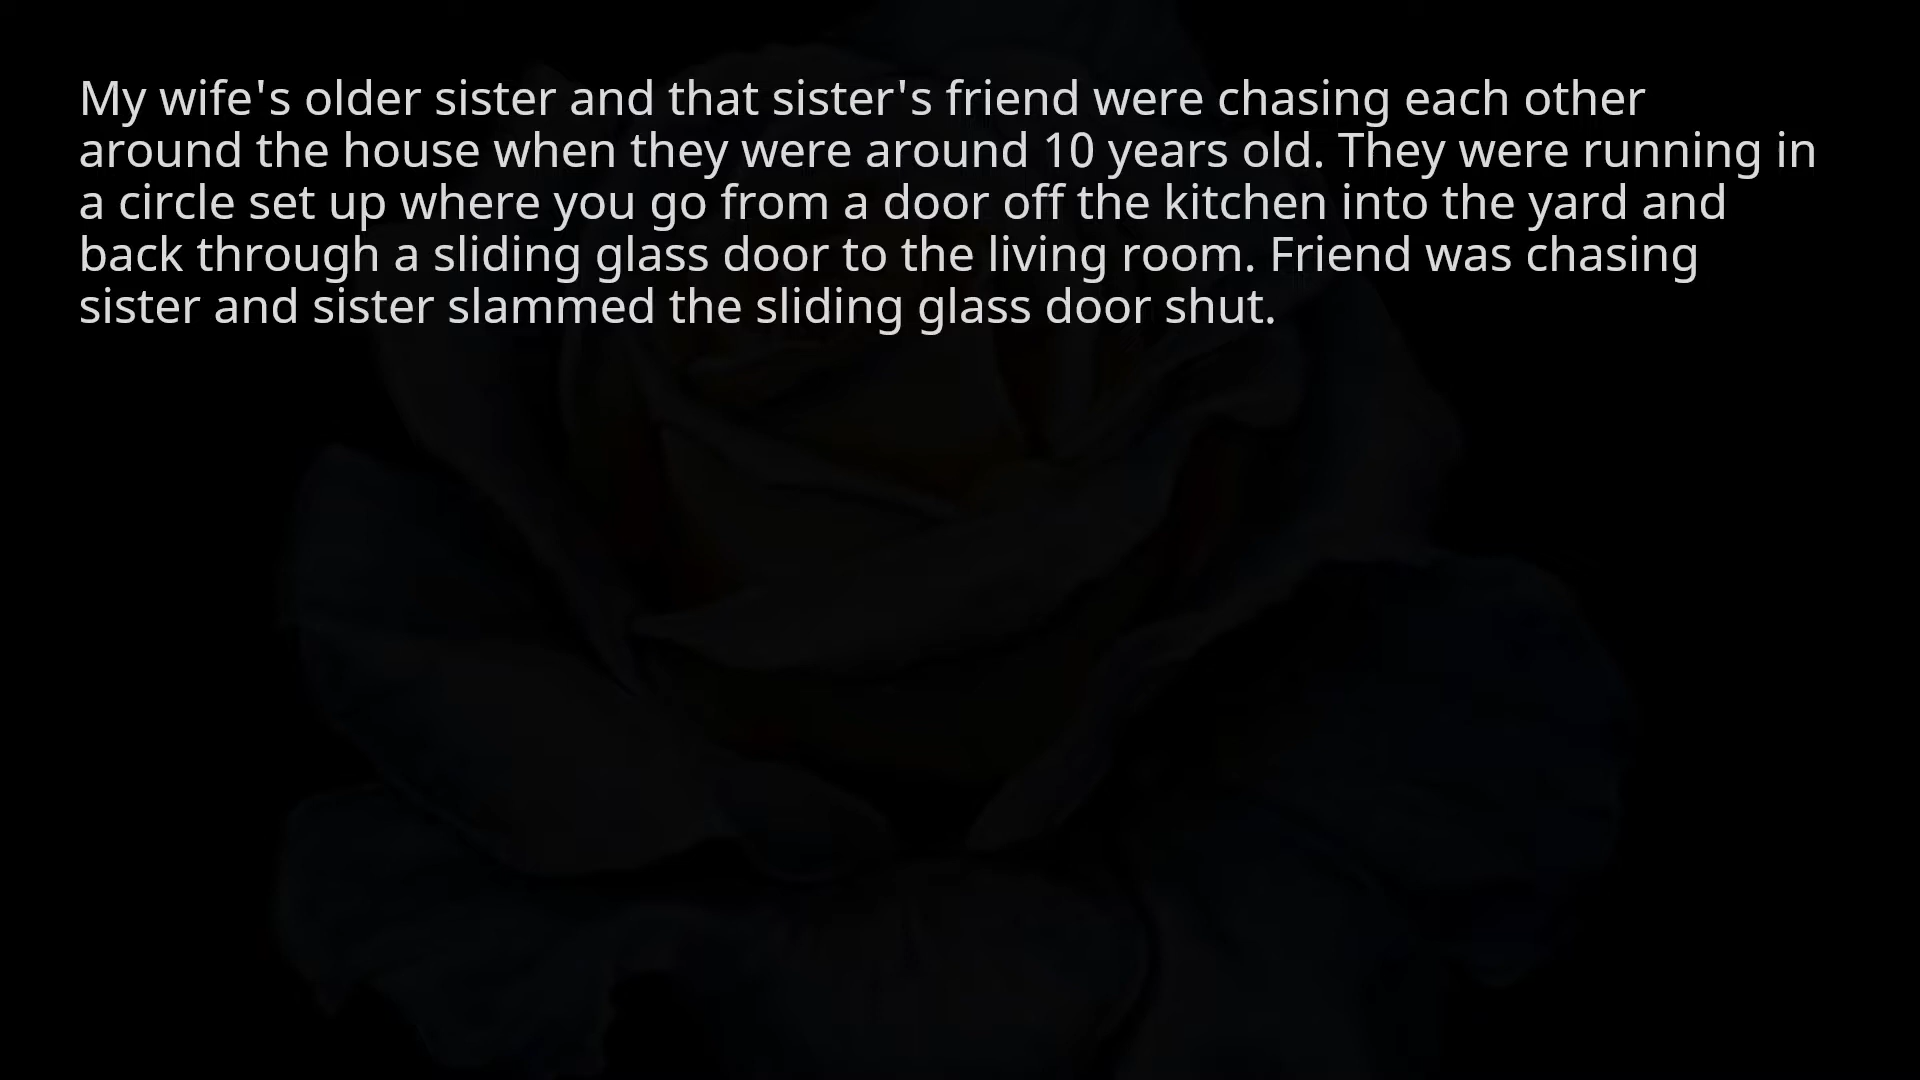 My wife's older sister and that sister's friend were chasing each other
around the house when they were around 10 years old. They were running in
a circle set up where you go from a door off the kitchen into the yard and
back through a sliding glass door to the living room. Friend was chasing
sister and sister slammed the sliding glass door shut.